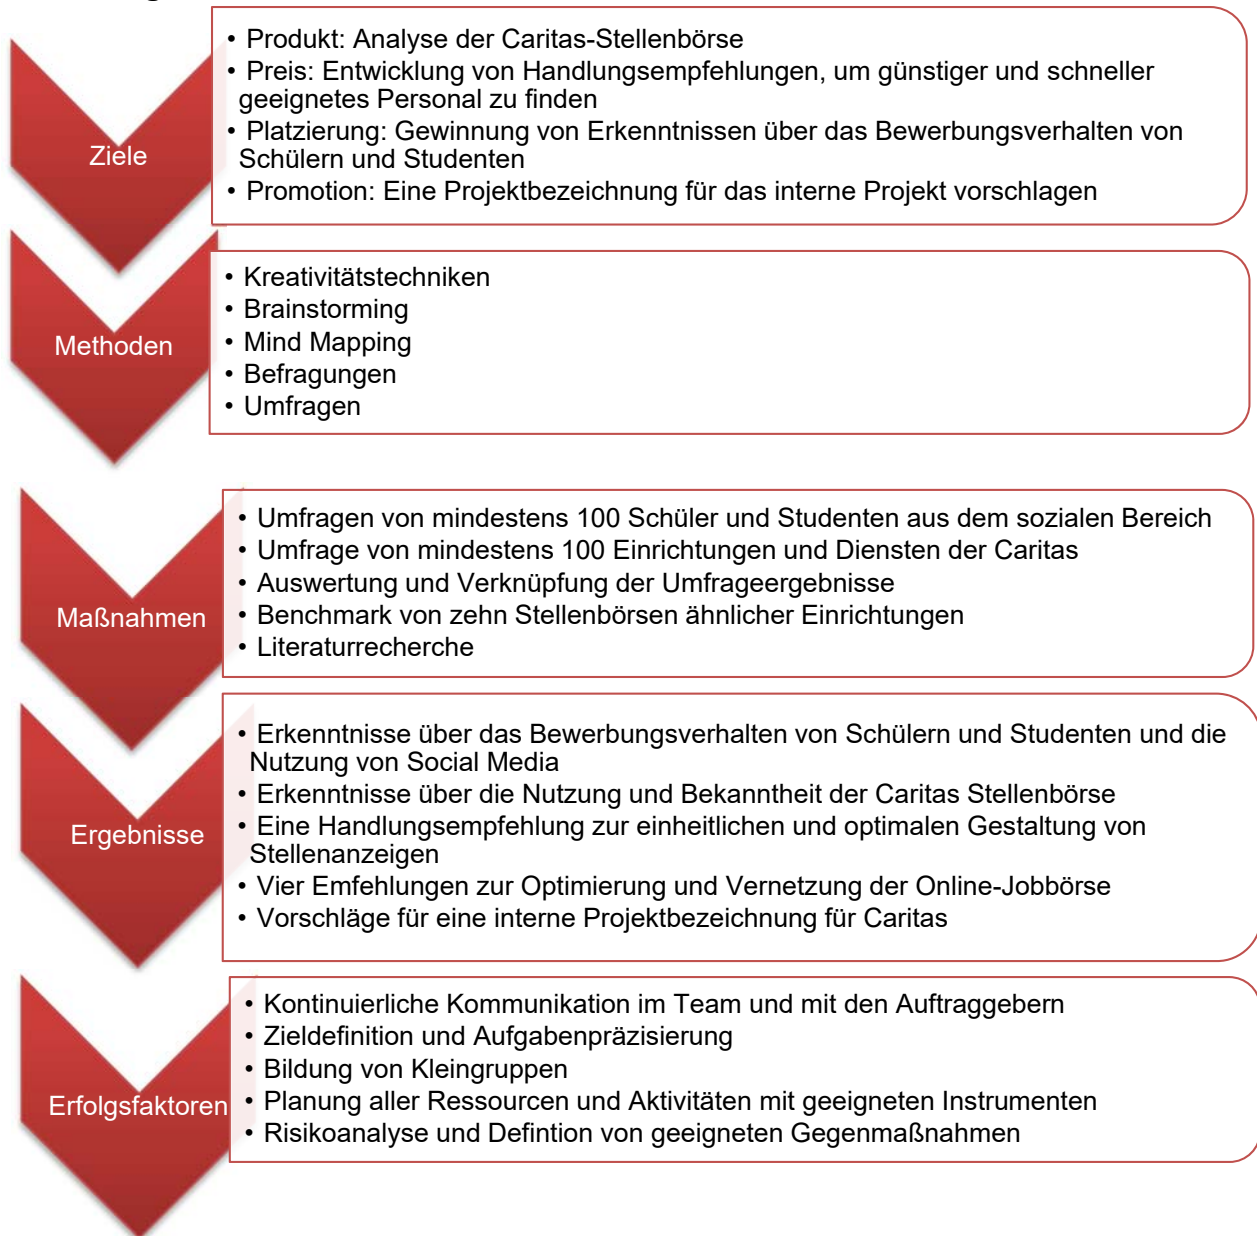 • Produkt: Analyse der Caritas-Stellenbörse
• Preis: Entwicklung von Handlungsempfehlungen, um günstiger und schneller
geeignetes Personal zu finden
• Platzierung: Gewinnung von Erkenntnissen über das Bewerbungsverhalten von
Schülern und Studenten
• Promotion: Eine Projektbezeichnung für das interne Projekt vorschlagen
Ziele
• Kreativitätstechniken
• Brainstorming
• Mind Mapping
• Befragungen
• Umfragen
Methoden
• Umfragen von mindestens 100 Schüler und Studenten aus dem sozialen Bereich
• Umfrage von mindestens 100 Einrichtungen und Diensten der Caritas
• Auswertung und Verknüpfung der Umfrageergebnisse
• Benchmark von zehn Stellenbörsen ähnlicher Einrichtungen
• Literaturrecherche
Maßnahmen
• Erkenntnisse über das Bewerbungsverhalten von Schülern und Studenten und die
Nutzung von Social Media
• Erkenntnisse über die Nutzung und Bekanntheit der Caritas Stellenbörse
• Eine Handlungsempfehlung zur einheitlichen und optimalen Gestaltung von
Stellenanzeigen
• Vier Emfehlungen zur Optimierung und Vernetzung der Online-Jobbörse
• Vorschläge für eine interne Projektbezeichnung für Caritas
Ergebnisse
• Kontinuierliche Kommunikation im Team und mit den Auftraggebern
• Zieldefinition und Aufgabenpräzisierung
• Bildung von Kleingruppen
• Planung aller Ressourcen und Aktivitäten mit geeigneten Instrumenten
• Risikoanalyse und Defintion von geeigneten Gegenmaßnahmen
Erfolgsfaktoren